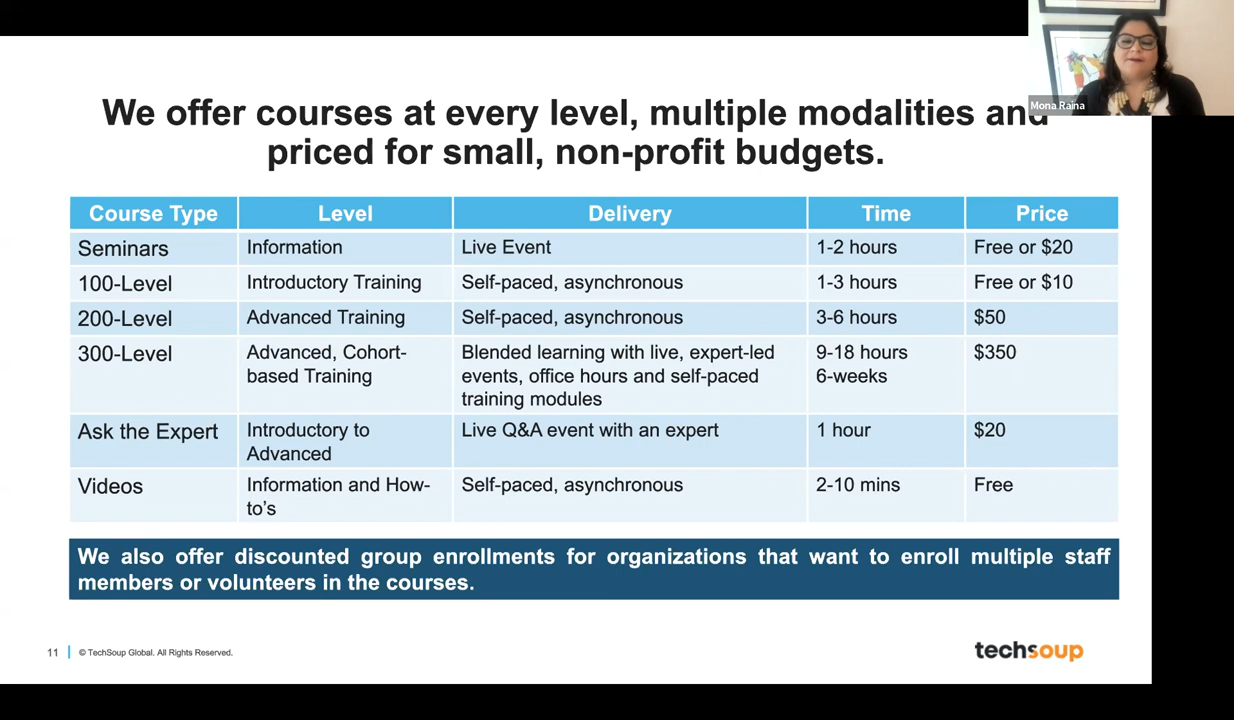 Mona Raina
We offer courses at every level, multiple modalities and
priced for small, non-profit budgets.
Course Type Level Delivery Time Price
Seminars Information Live Event 1-2 hours Free or $20
100-Level Introductory Training Self-paced, asynchronous 1-3 hours Free or $10
200-Level Advanced Training Self-paced, asynchronous 3-6 hours $50
300-Level Advanced, Cohort- Blended learning with live, expert-led 9-18 hours $350
based Training events, office hours and self-paced 6-weeks
training modules
Ask the Expert Introductory to Live Q&A event with an expert 1 hour $20
Advanced
Videos Information and How- Self-paced, asynchronous 2-10 mins Free
to’s
We also offer discounted group enrollments for organizations that want to enroll multiple staff
members or volunteers in the courses.
11 © TechSoup Global. All Rights Reserved.
techsoup